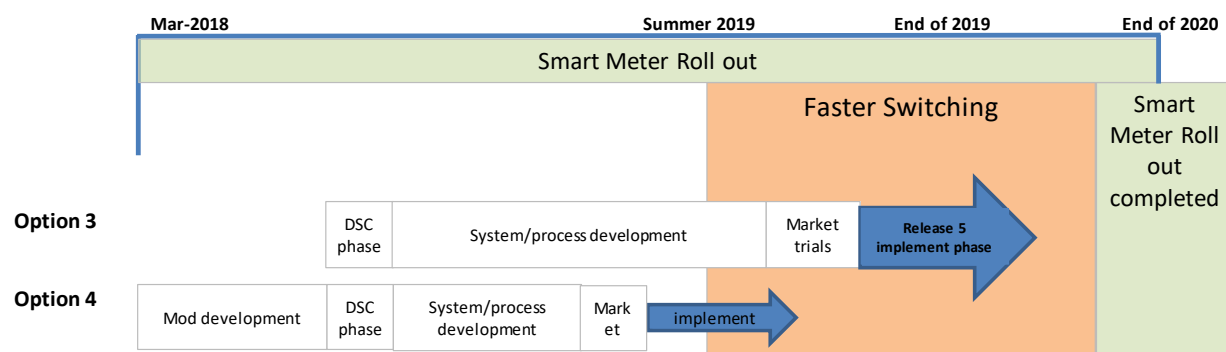 Mar-2018 Summer 2019 End of 2019 End of 2020
Smart Meter Roll out
Faster Switching
Smart
Meter Roll
out
completed
Option 3
DSC
phase
System/process development
Market
trials
Release 5
implement phase
Option 4
Mod development
DSC
phase
System/process
development
Mark
et
implement